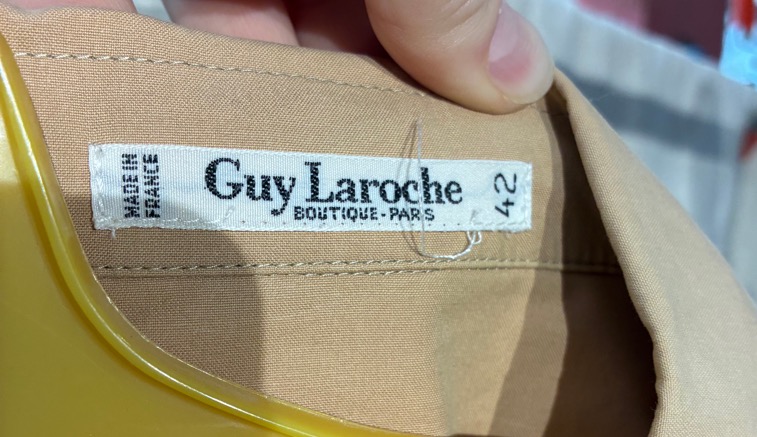 MADE IN
FRANCE
Guy Laroche
BOUTIQUE-PARIS
42